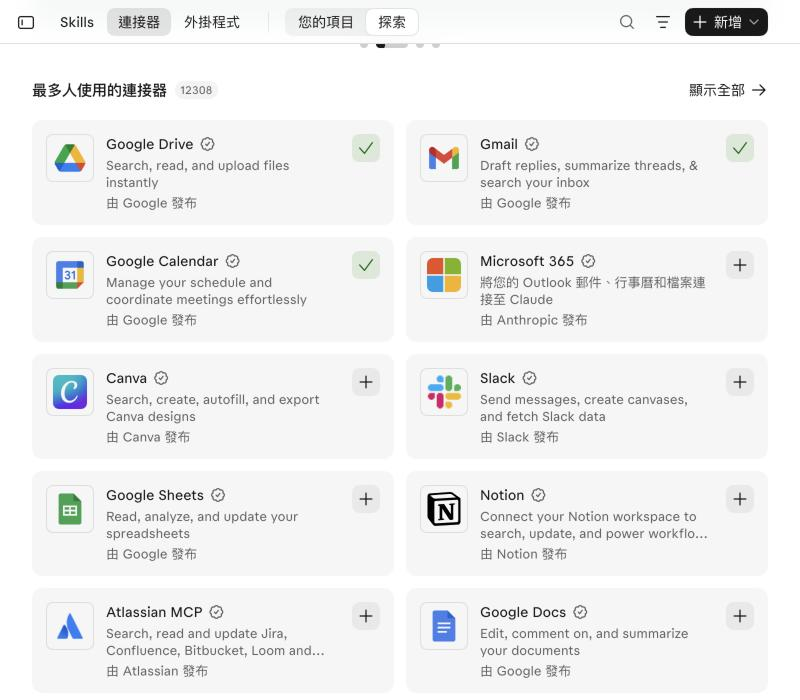 Skills 連接器 外掛程式 您的項目 探索 新增
最多人使用的連接器 12308 顯示全部
Google Drive
Search, read, and upload files
instantly
由 Google 發布
Gmail
Draft replies, summarize threads, &
search your inbox
由 Google 發布
31
Google Calendar
Manage your schedule and
coordinate meetings effortlessly
由 Google 發布
Microsoft 365
將您的 Outlook 郵件、行事曆和檔案連
接至 Claude
由 Anthropic 發布
C
Canva
Search, create, autofill, and export
Canva designs
由 Canva 發布
Slack
Send messages, create canvases,
and fetch Slack data
由 Slack 發布
Google Sheets
Read, analyze, and update your
spreadsheets
由 Google 發布
N
Notion
Connect your Notion workspace to
search, update, and power workflo...
由 Notion 發布
Atlassian MCP
Search, read and update Jira,
Confluence, Bitbucket, Loom and...
由 Atlassian 發布
Google Docs
Edit, comment on, and summarize
your documents
由 Google 發布